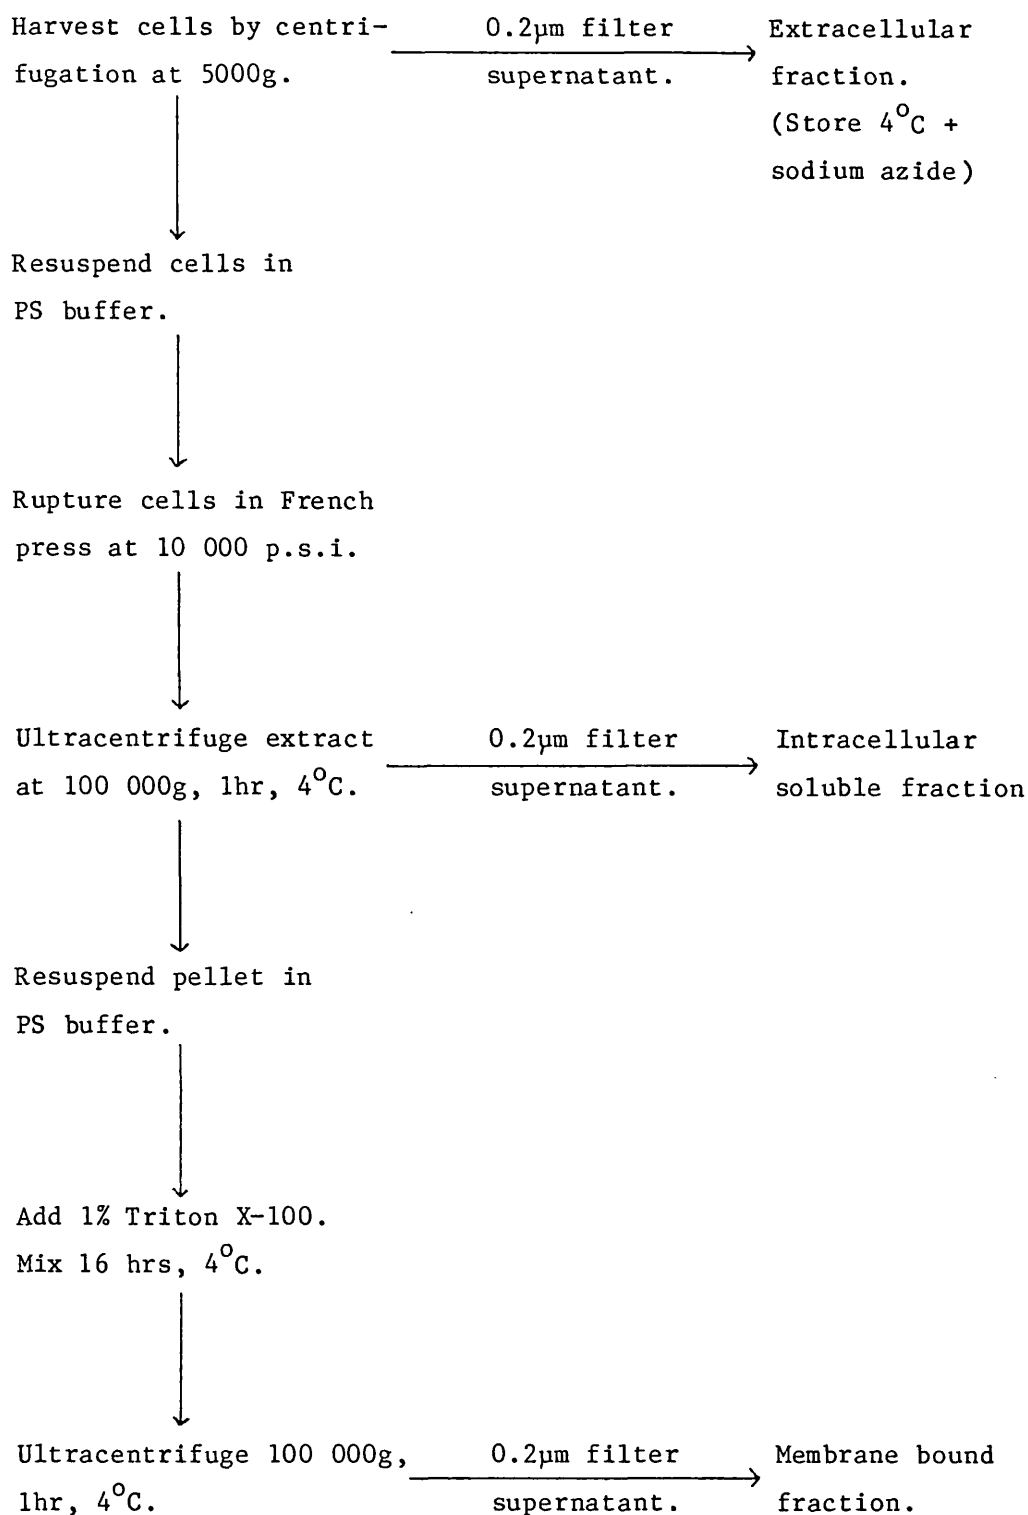 Harvest cells by centri-
fugation at 5000g.
0.2µm filter
supernatant.
Extracellular
fraction.
(Store 4°C +
sodium azide)
Resuspend cells in
PS buffer.
Rupture cells in French
press at 10 000 p.s.i.
Ultracentrifuge extract
at 100 000g, 1hr, 4°C.
0.2µm filter
supernatant.
Intracellular
soluble fraction
Resuspend pellet in
PS buffer.
Add 1% Triton X-100.
Mix 16 hrs, 4°C.
Ultracentrifuge 100 000g,
1hr, 4°C.
0.2µm filter
supernatant.
Membrane bound
fraction.